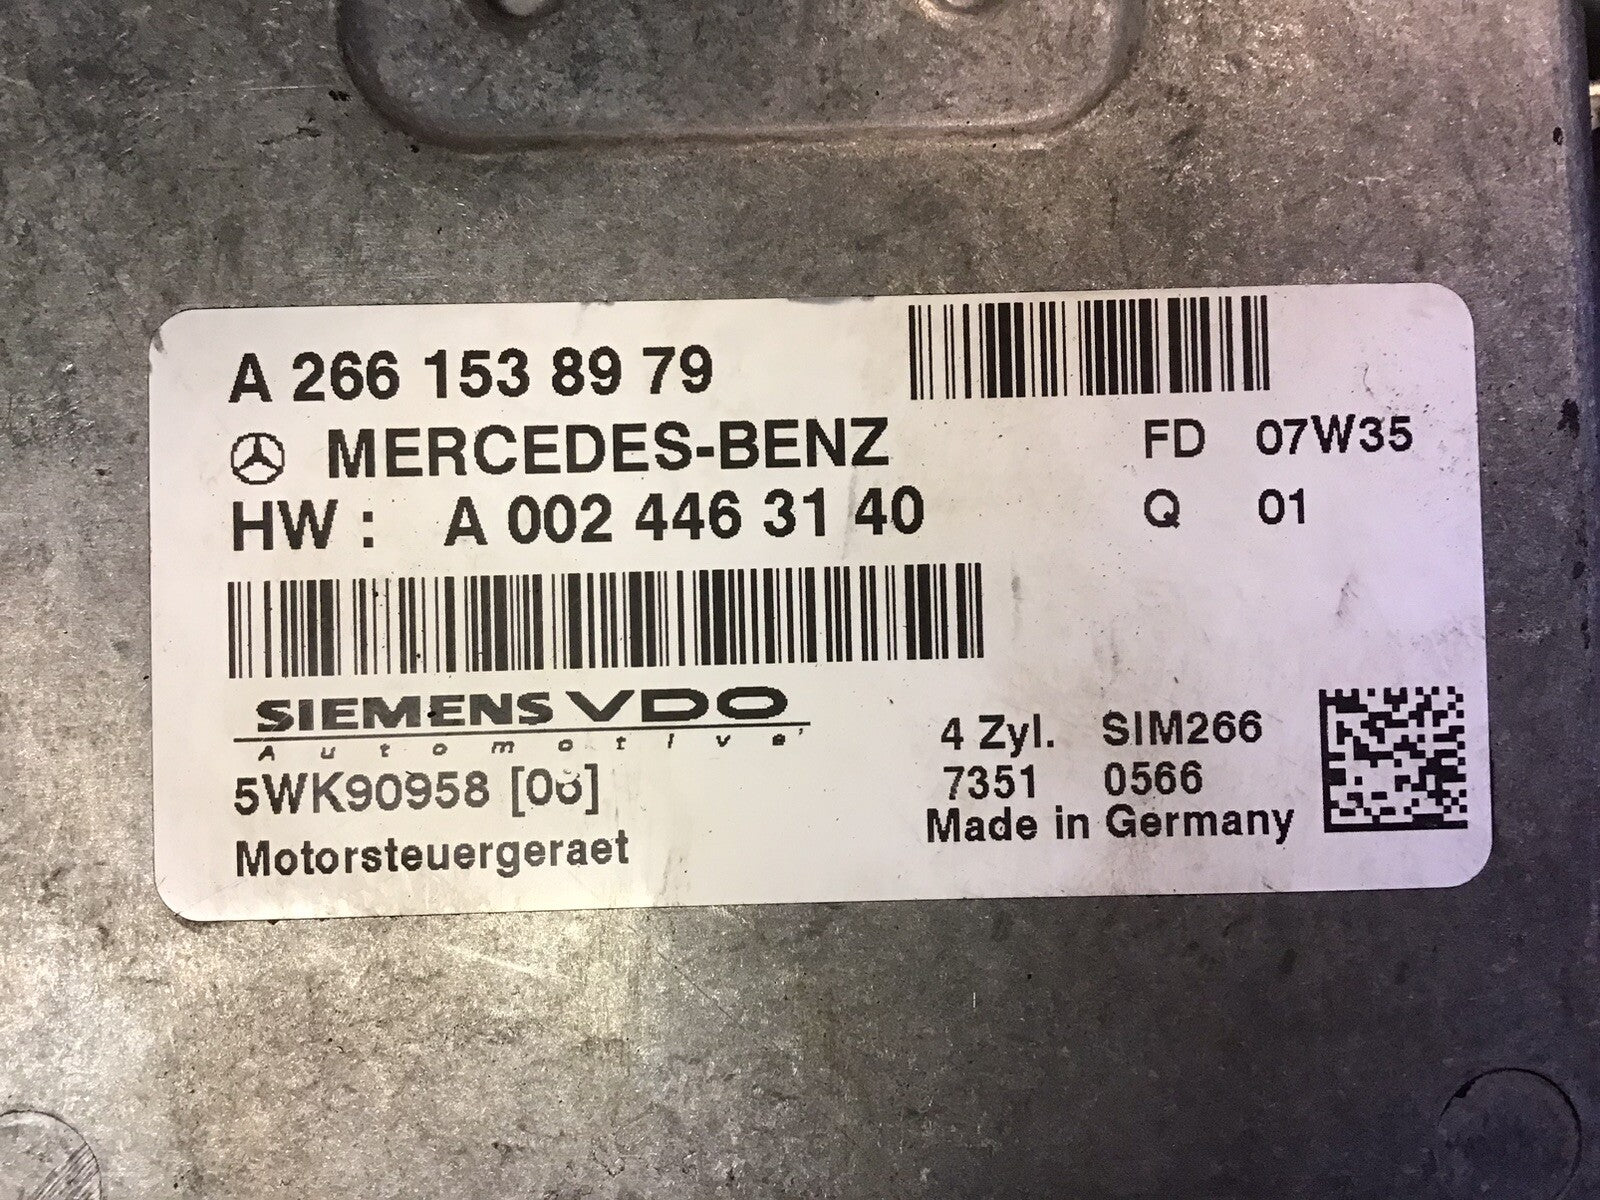 A 266 153 89 79
MERCEDES-BENZ
FD 07W35
HW : A 002 446 31 40
Q 01
SIEMENS VDO
Automotive
4 Zyl. SIM266
5WK90958
7351 0566
Made in Germany
Motorsteuergeraet